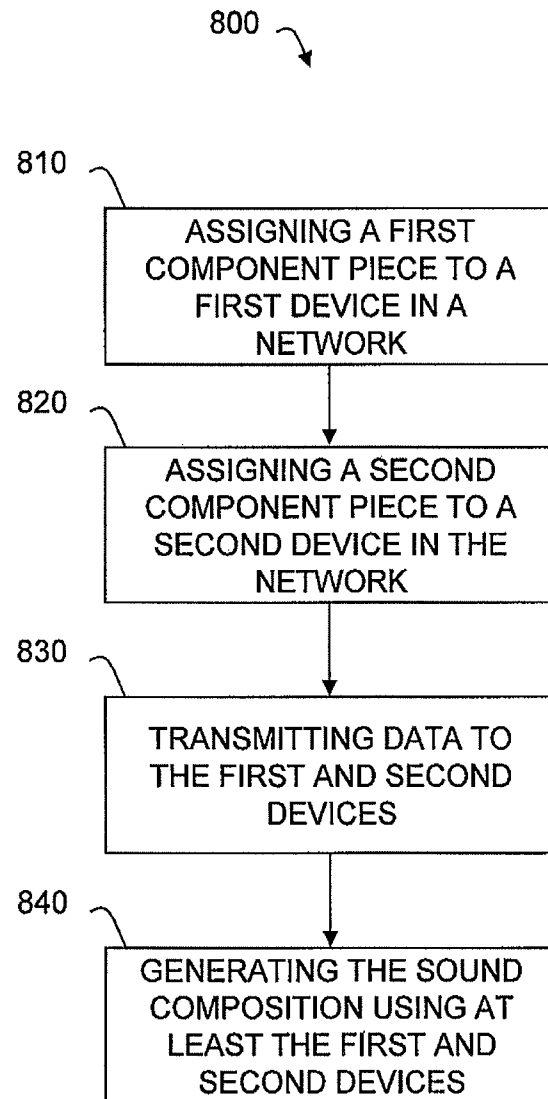 800
810
ASSIGNING A FIRST
COMPONENT PIECE TO A
FIRST DEVICE IN A
NETWORK
820
ASSIGNING A SECOND
COMPONENT PIECE TO A
SECOND DEVICE IN THE
NETWORK
830
TRANSMITTING DATA TO
THE FIRST AND SECOND
DEVICES
840
GENERATING THE SOUND
COMPOSITION USING AT
LEAST THE FIRST AND
SECOND DEVICES